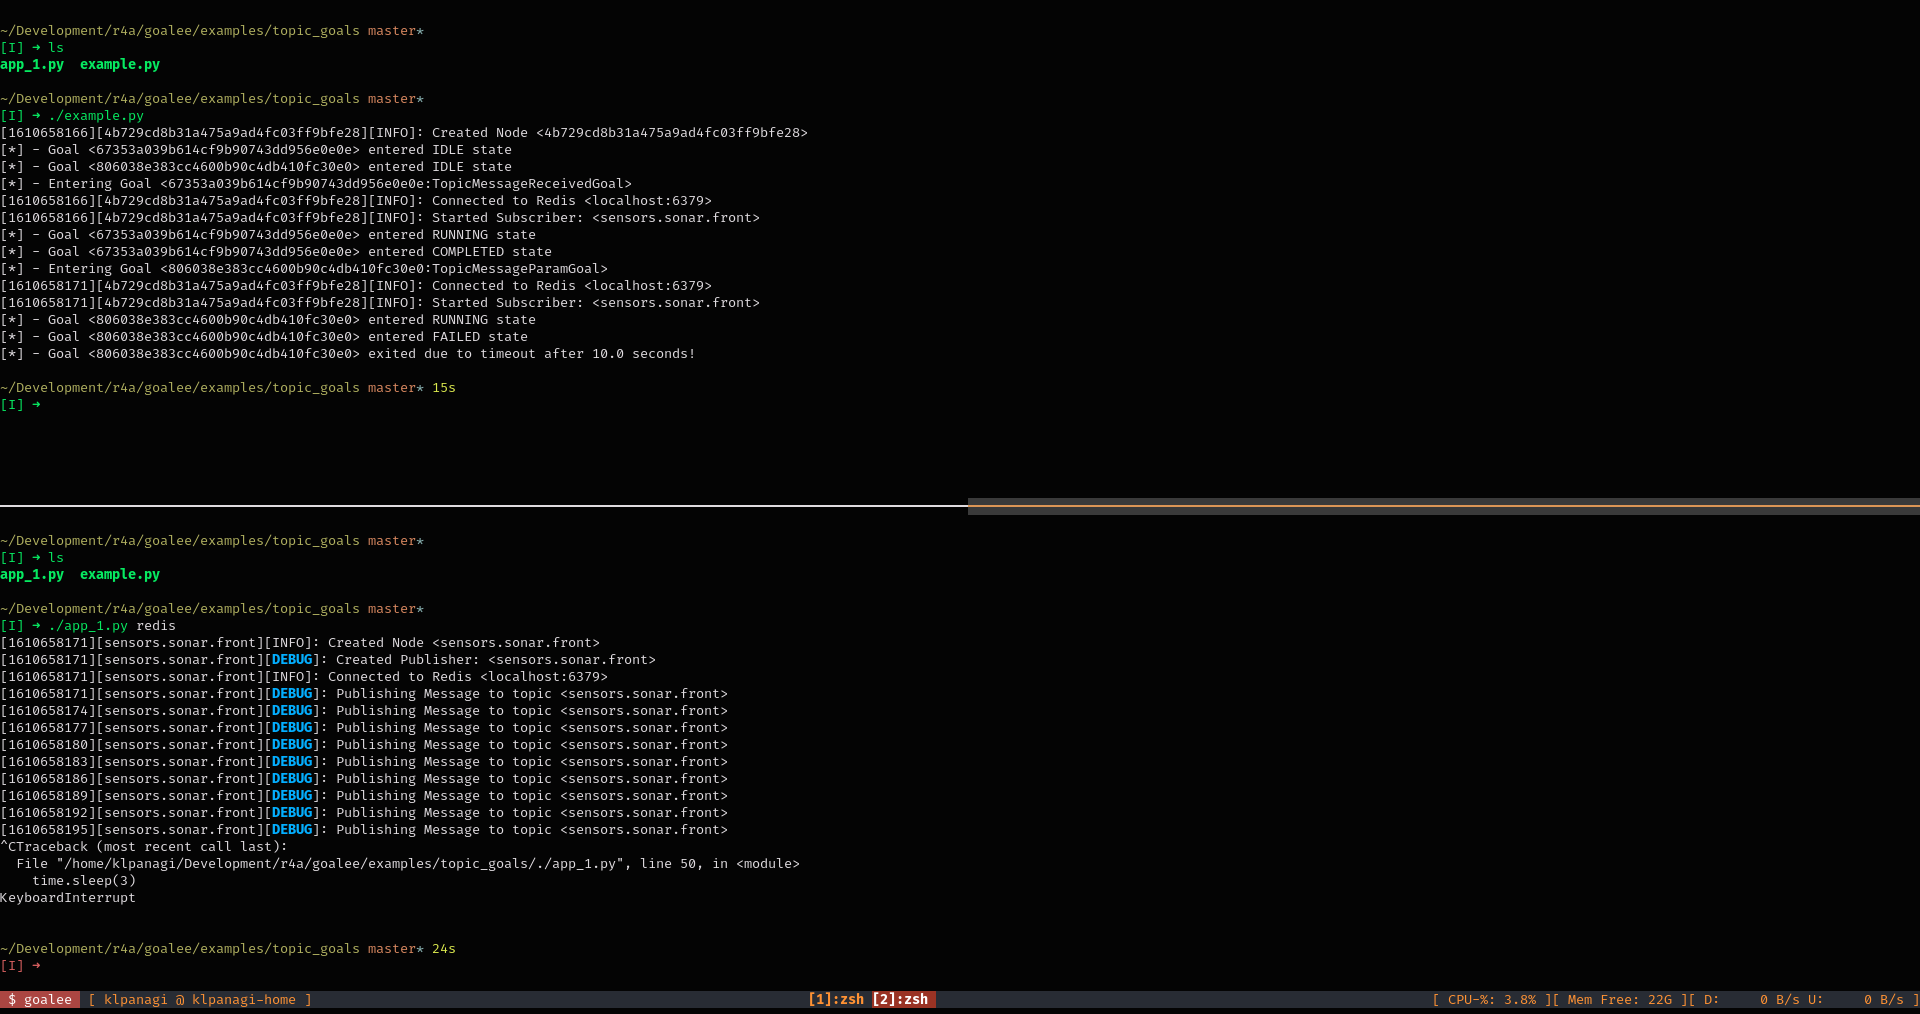 ~/Development/r4a/goalee/examples/topic_goals master*
[I] ➜ ls
app_1.py  example.py
~/Development/r4a/goalee/examples/topic_goals master*
[I] ➜ ./example.py
[1610658166][4b729cd8b31a475a9ad4fc03ff9bfe28][INFO]: Created Node <4b729cd8b31a475a9ad4fc03ff9bfe28>
[*] - Goal <67353a039b614cf9b90743dd956e0e0e> entered IDLE state
[*] - Goal <806038e383cc4600b90c4db410fc30e0> entered IDLE state
[*] - Entering Goal <67353a039b614cf9b90743dd956e0e0e:TopicMessageReceivedGoal>
[1610658166][4b729cd8b31a475a9ad4fc03ff9bfe28][INFO]: Connected to Redis <localhost:6379>
[1610658166][4b729cd8b31a475a9ad4fc03ff9bfe28][INFO]: Started Subscriber: <sensors.sonar.front>
[*] - Goal <67353a039b614cf9b90743dd956e0e0e> entered RUNNING state
[*] - Goal <67353a039b614cf9b90743dd956e0e0e> entered COMPLETED state
[*] - Entering Goal <806038e383cc4600b90c4db410fc30e0:TopicMessageParamGoal>
[1610658171][4b729cd8b31a475a9ad4fc03ff9bfe28][INFO]: Connected to Redis <localhost:6379>
[1610658171][4b729cd8b31a475a9ad4fc03ff9bfe28][INFO]: Started Subscriber: <sensors.sonar.front>
[*] - Goal <806038e383cc4600b90c4db410fc30e0> entered RUNNING state
[*] - Goal <806038e383cc4600b90c4db410fc30e0> entered FAILED state
[*] - Goal <806038e383cc4600b90c4db410fc30e0> exited due to timeout after 10.0 seconds!
~/Development/r4a/goalee/examples/topic_goals master* 15s
[I] ➜
~/Development/r4a/goalee/examples/topic_goals master*
[I] ➜ ls
app_1.py  example.py
~/Development/r4a/goalee/examples/topic_goals master*
[I] ➜ ./app_1.py redis
[1610658171][sensors.sonar.front][INFO]: Created Node <sensors.sonar.front>
[1610658171][sensors.sonar.front][DEBUG]: Created Publisher: <sensors.sonar.front>
[1610658171][sensors.sonar.front][INFO]: Connected to Redis <localhost:6379>
[1610658171][sensors.sonar.front][DEBUG]: Publishing Message to topic <sensors.sonar.front>
[1610658174][sensors.sonar.front][DEBUG]: Publishing Message to topic <sensors.sonar.front>
[1610658177][sensors.sonar.front][DEBUG]: Publishing Message to topic <sensors.sonar.front>
[1610658180][sensors.sonar.front][DEBUG]: Publishing Message to topic <sensors.sonar.front>
[1610658183][sensors.sonar.front][DEBUG]: Publishing Message to topic <sensors.sonar.front>
[1610658186][sensors.sonar.front][DEBUG]: Publishing Message to topic <sensors.sonar.front>
[1610658189][sensors.sonar.front][DEBUG]: Publishing Message to topic <sensors.sonar.front>
[1610658192][sensors.sonar.front][DEBUG]: Publishing Message to topic <sensors.sonar.front>
[1610658195][sensors.sonar.front][DEBUG]: Publishing Message to topic <sensors.sonar.front>
^CTraceback (most recent call last):
  File "/home/klpanagi/Development/r4a/goalee/examples/topic_goals/./app_1.py", line 50, in <module>
    time.sleep(3)
KeyboardInterrupt
~/Development/r4a/goalee/examples/topic_goals master* 24s
[I] ➜
$ goalee [ klpanagi @ klpanagi-home ] [1]:zsh [2]:zsh [ CPU-%: 3.8% ][ Mem Free: 22G ][ D: 0 B/s U: 0 B/s ]